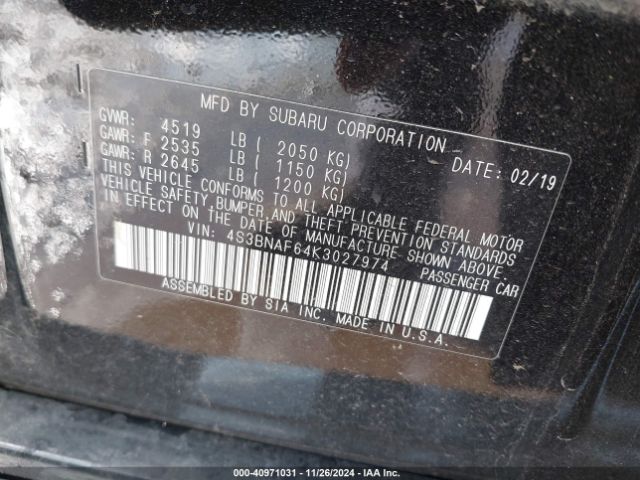 MFD BY SUBARU CORPORATION DATE: 02/19
GVWR: 4519 LB ( 2050 KG)
GAWR: F 2535 LB ( 1150 KG)
GAWR: R 2645 LB ( 1200 KG)
THIS VEHICLE CONFORMS TO ALL APPLICABLE FEDERAL MOTOR
VEHICLE SAFETY, BUMPER, AND THEFT PREVENTION STANDARDS
IN EFFECT ON THE DATE OF MANUFACTURE SHOWN ABOVE.
VIN: 4S3BNAF64K3027974 PASSENGER CAR
ASSEMBLED BY SIA INC. MADE IN U.S.A.
000-40971031 | 11/26/2024 | IAA Inc.